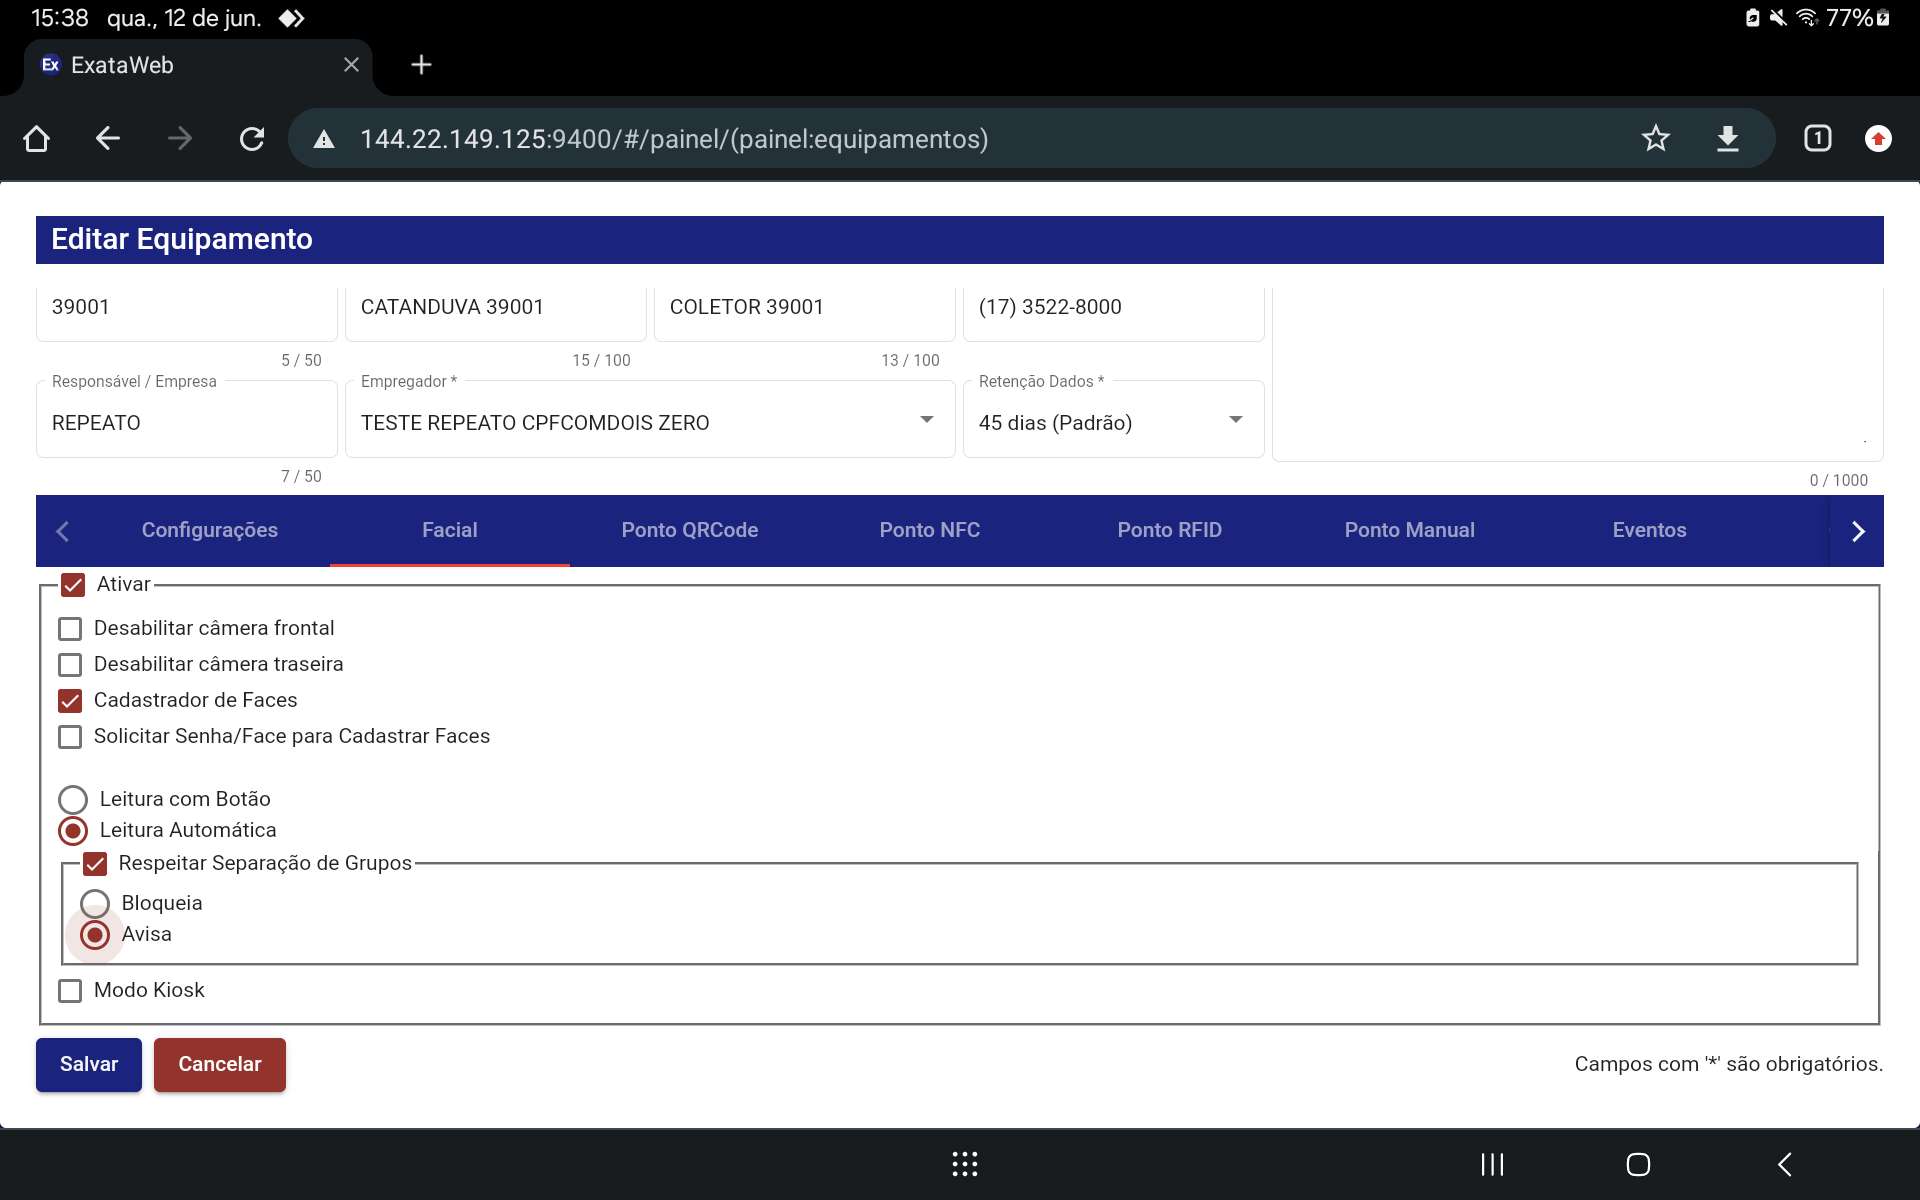 15:38 qua., 12 de jun. 77%
Ex ExataWeb
144.22.149.125:9400/#/painel/(painel:equipamentos) 1
Editar Equipamento
39001 CATANDUVA 39001 COLETOR 39001 (17) 3522-8000
5 / 50 15 / 100 13 / 100
Responsável / Empresa Empregador * Retenção Dados *
REPEATO TESTE REPEATO CPFCOMDOIS ZERO 45 dias (Padrão)
7 / 50 0 / 1000
Configurações Facial Ponto QRCode Ponto NFC Ponto RFID Ponto Manual Eventos
Ativar
Desabilitar câmera frontal
Desabilitar câmera traseira
Cadastrador de Faces
Solicitar Senha/Face para Cadastrar Faces
Leitura com Botão
Leitura Automática
Respeitar Separação de Grupos
Bloqueia
Avisa
Modo Kiosk
Salvar Cancelar Campos com '*' são obrigatórios.